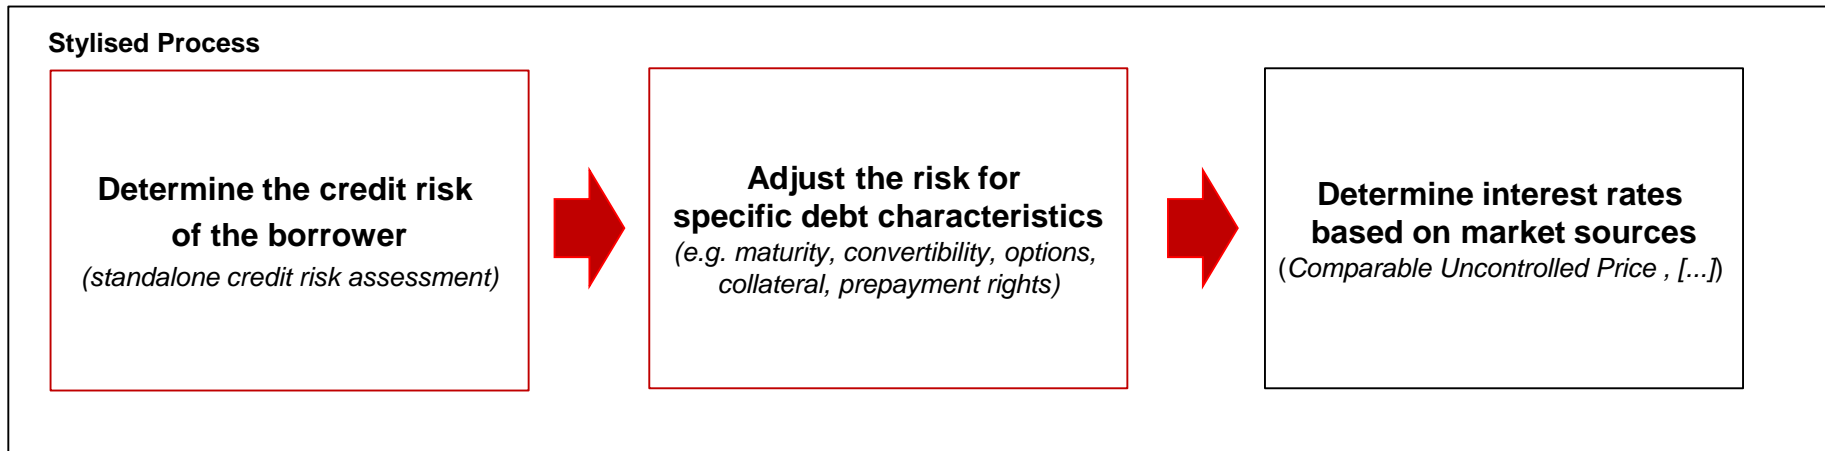 Stylised Process
Determine the credit risk
of the borrower
(standalone credit risk assessment)
Adjust the risk for
specific debt characteristics
(e.g. maturity, convertibility, options,
collateral, prepayment rights)
Determine interest rates
based on market sources
(Comparable Uncontrolled Price , [...])